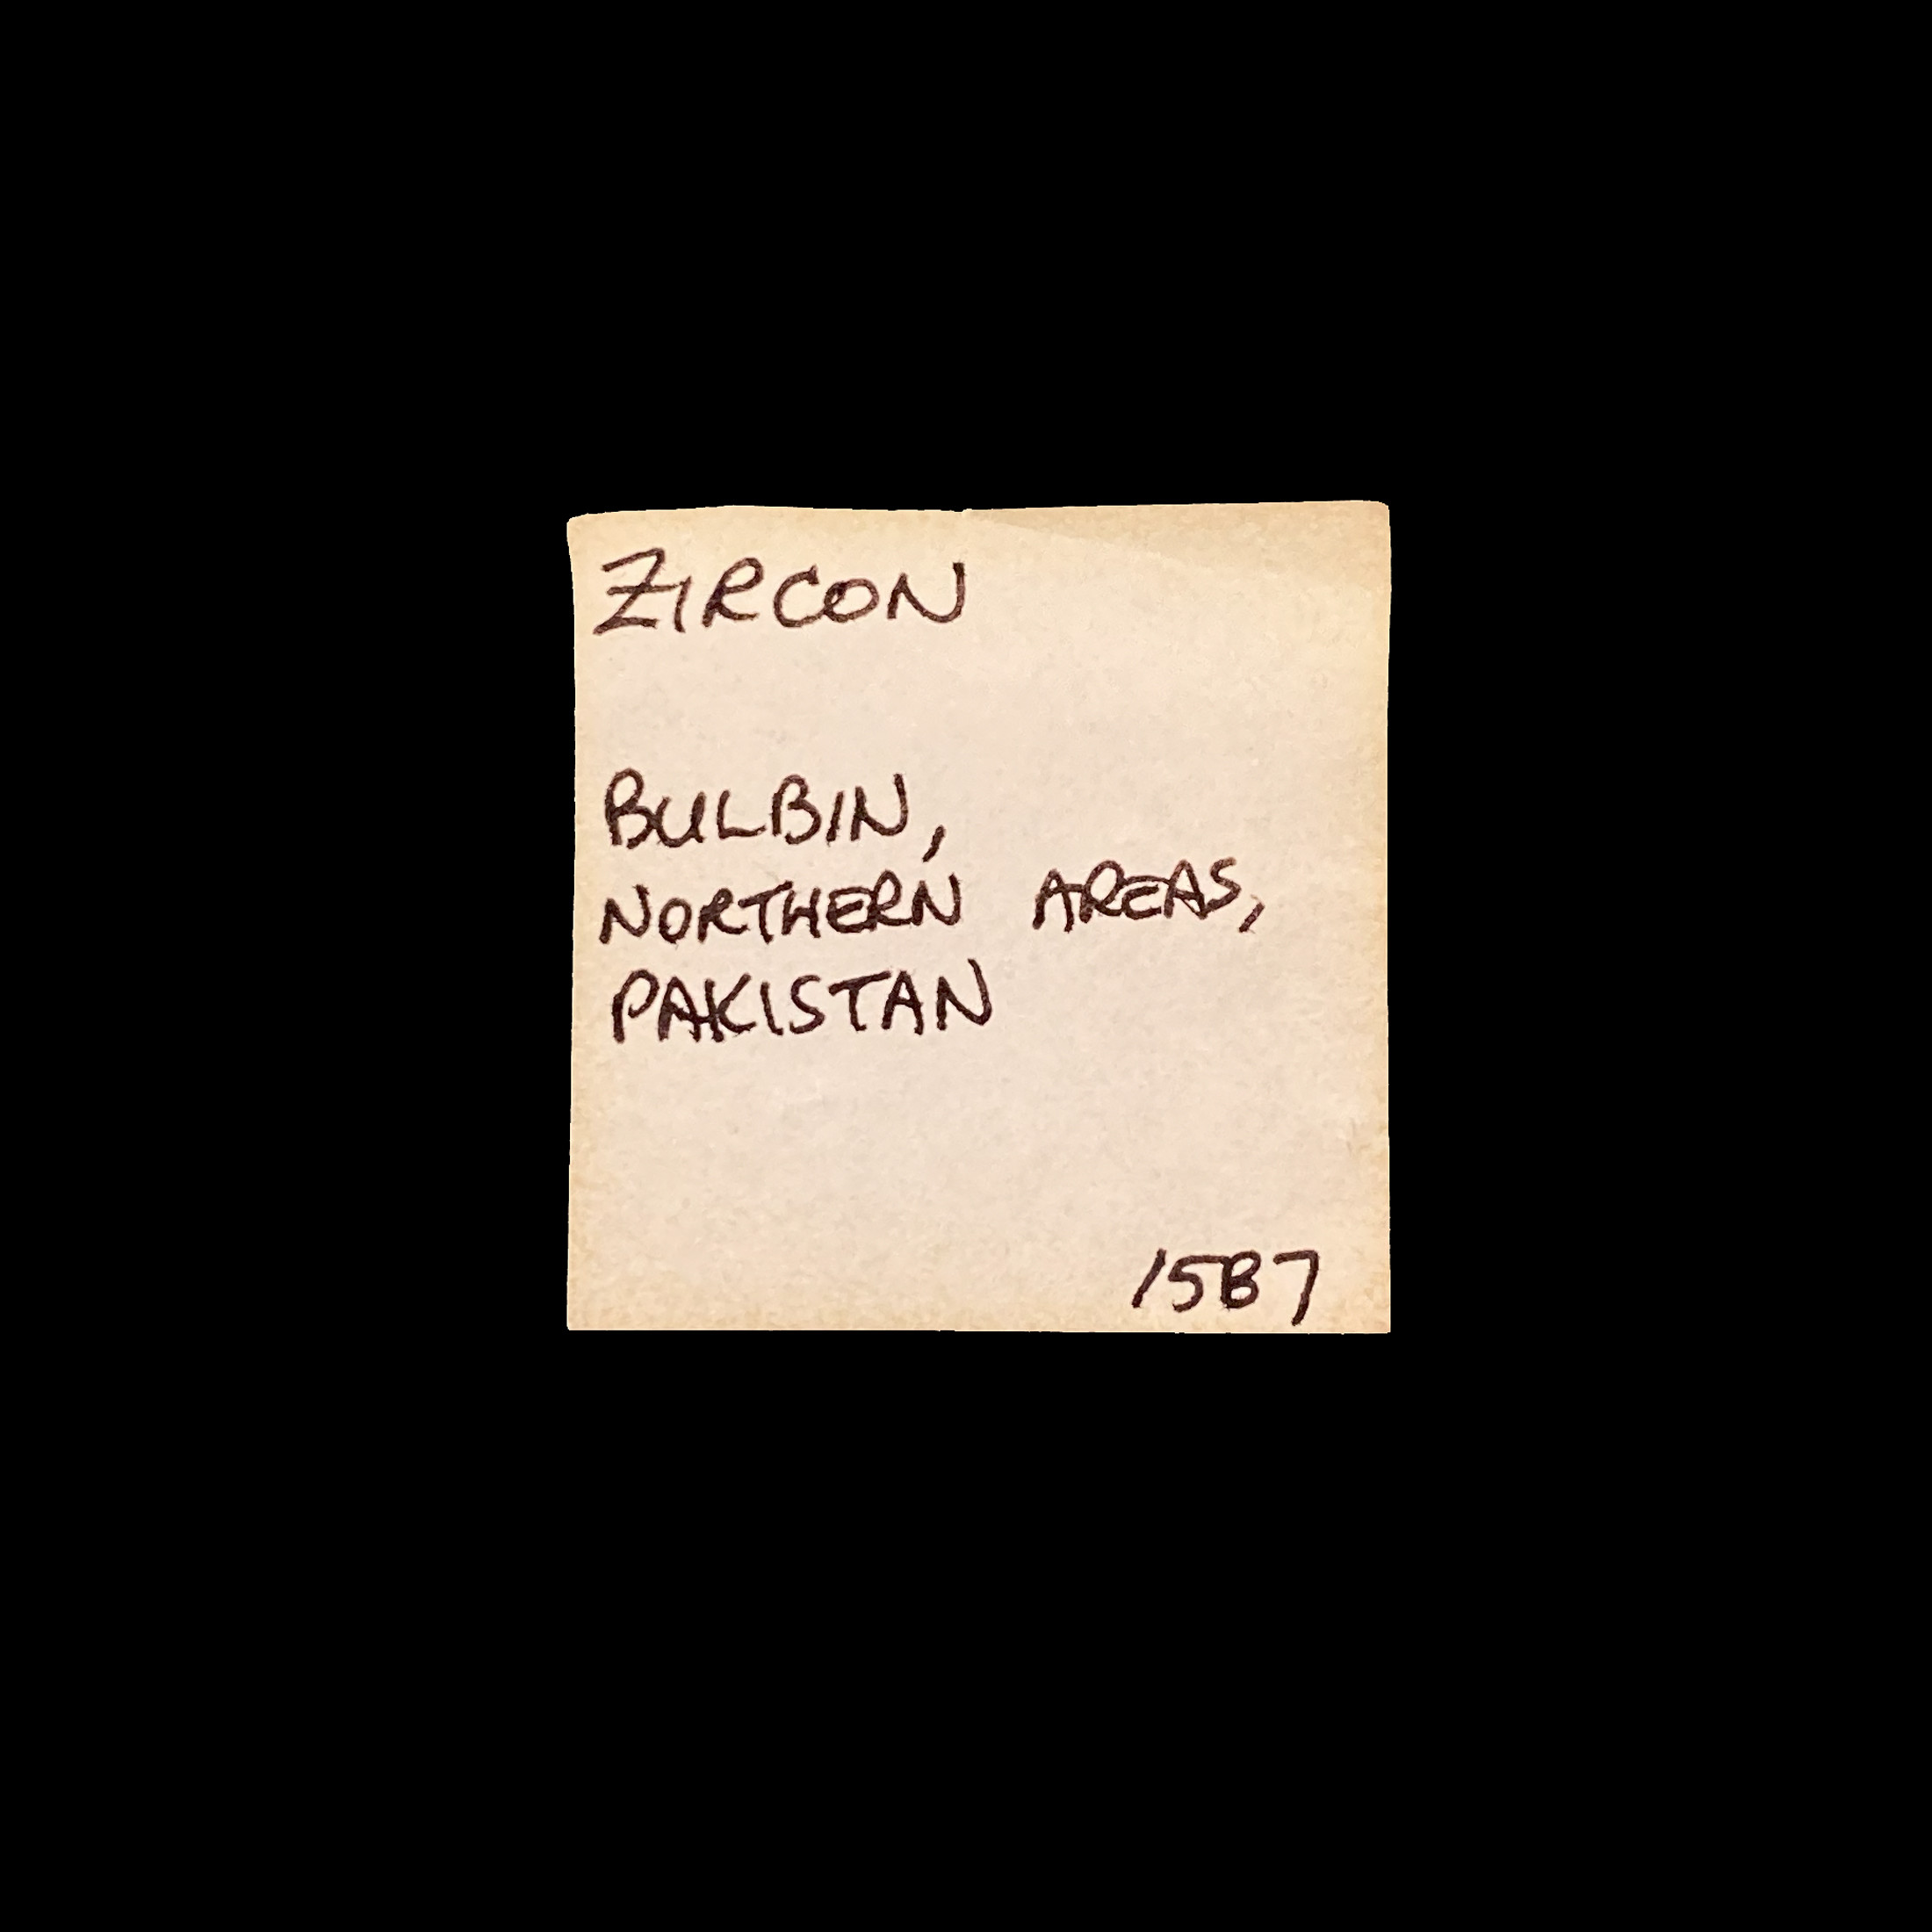 ZIRCON
BULBIN,
NORTHERN AREAS,
PAKISTAN
1587